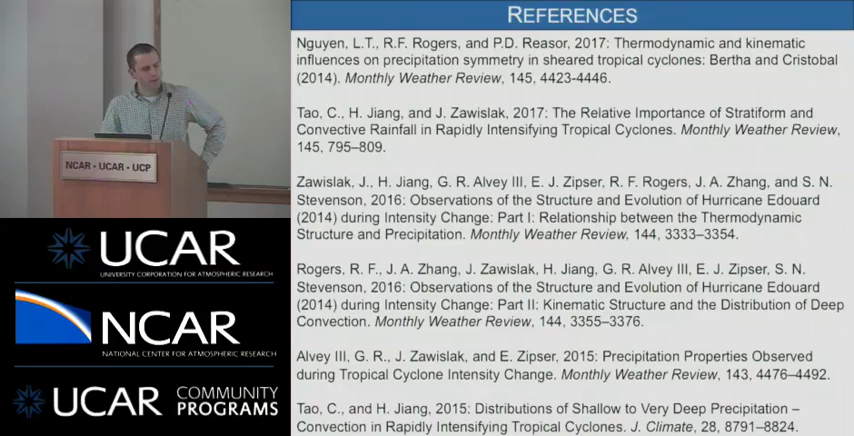 NCAR • UCAR • UCP
UCAR
UNIVERSITY CORPORATION FOR ATMOSPHERIC RESEARCH
NCAR
NATIONAL CENTER FOR ATMOSPHERIC RESEARCH
UCAR COMMUNITY
PROGRAMS
REFERENCES
Nguyen, L.T., R.F. Rogers, and P.D. Reasor, 2017: Thermodynamic and kinematic
influences on precipitation symmetry in sheared tropical cyclones: Bertha and Cristobal
(2014). Monthly Weather Review, 145, 4423-4446.
Tao, C., H. Jiang, and J. Zawislak, 2017: The Relative Importance of Stratiform and
Convective Rainfall in Rapidly Intensifying Tropical Cyclones. Monthly Weather Review,
145, 795–809.
Zawislak, J., H. Jiang, G. R. Alvey III, E. J. Zipser, R. F. Rogers, J. A. Zhang, and S. N.
Stevenson, 2016: Observations of the Structure and Evolution of Hurricane Edouard
(2014) during Intensity Change: Part I: Relationship between the Thermodynamic
Structure and Precipitation. Monthly Weather Review, 144, 3333–3354.
Rogers, R. F., J. A. Zhang, J. Zawislak, H. Jiang, G. R. Alvey III, E. J. Zipser, S. N.
Stevenson, 2016: Observations of the Structure and Evolution of Hurricane Edouard
(2014) during Intensity Change: Part II: Kinematic Structure and the Distribution of Deep
Convection. Monthly Weather Review, 144, 3355–3376.
Alvey III, G. R., J. Zawislak, and E. Zipser, 2015: Precipitation Properties Observed
during Tropical Cyclone Intensity Change. Monthly Weather Review, 143, 4476–4492.
Tao, C., and H. Jiang, 2015: Distributions of Shallow to Very Deep Precipitation –
Convection in Rapidly Intensifying Tropical Cyclones. J. Climate, 28, 8791–8824.